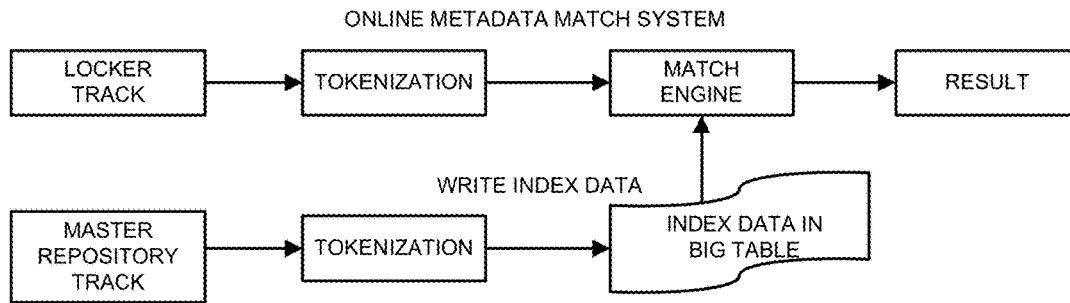 ONLINE METADATA MATCH SYSTEM
LOCKER
TRACK
TOKENIZATION
MATCH
ENGINE
RESULT
WRITE INDEX DATA
MASTER
REPOSITORY
TRACK
TOKENIZATION
INDEX DATA IN
BIG TABLE